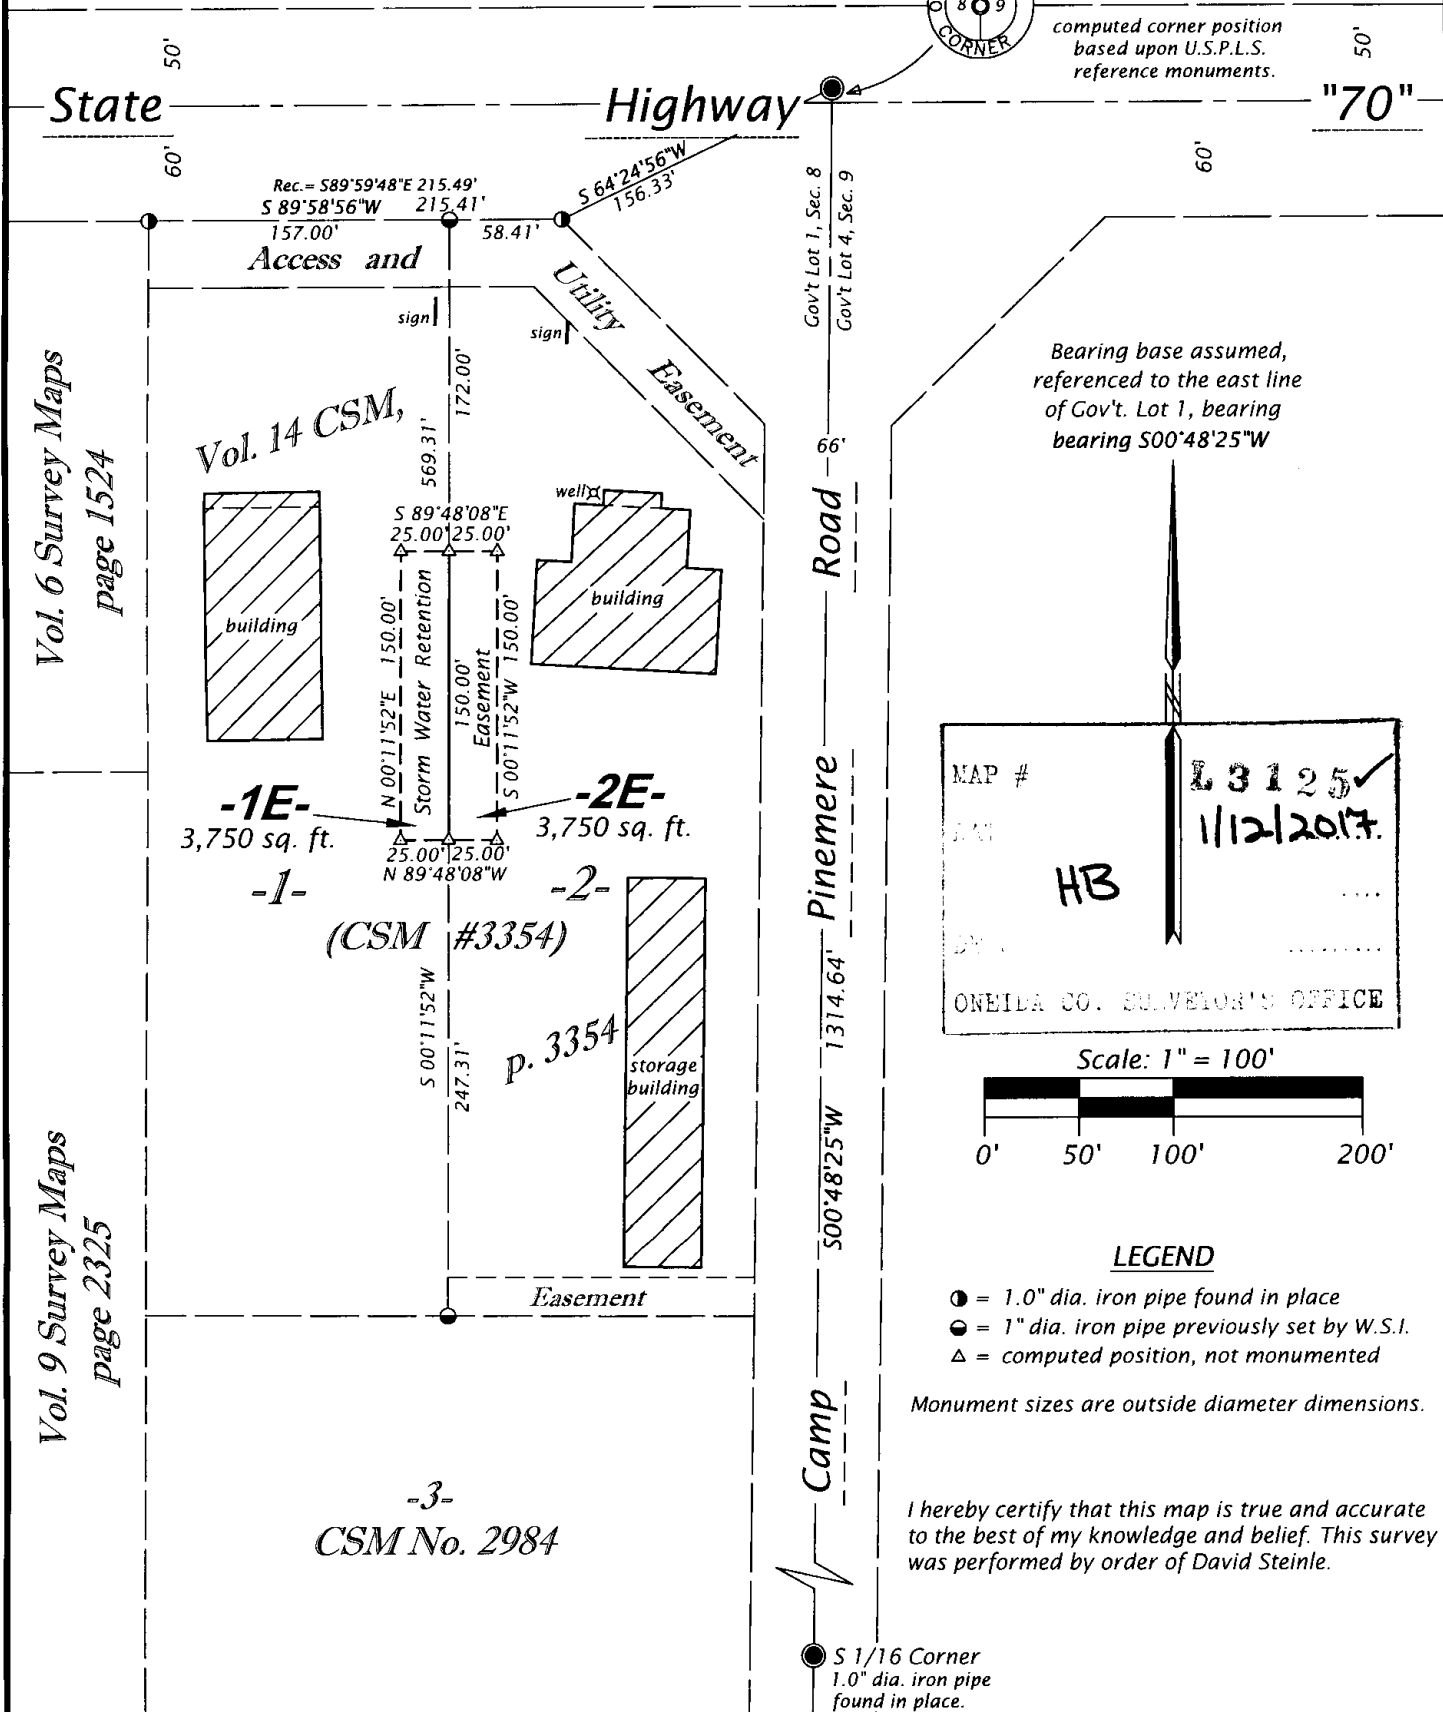 8 9
CORNER
computed corner position
based upon U.S.P.L.S.
reference monuments.
50'
50'
State Highway "70"
60'
60'
Rec.= S89°59'48"E 215.49'
S 89°58'56"W 215.41'
157.00' 58.41'
S 64°24'56"W
156.33'
Access and
Utility
Easement
sign
sign
Gov't Lot 1, Sec. 8
Gov't Lot 4, Sec. 9
Bearing base assumed,
referenced to the east line
of Gov't. Lot 1, bearing
bearing S00°48'25"W
Vol. 6 Survey Maps
page 1524
Vol. 14 CSM,
172.00'
569.31'
66'
well
S 89°48'08"E
25.00' 25.00'
building
building
N 00°11'52"E 150.00'
Storm Water Retention
150.00'
Easement
S 00°11'52"W 150.00'
-1E-
3,750 sq. ft.
-2E-
3,750 sq. ft.
25.00' 25.00'
N 89°48'08"W
-1-
-2-
(CSM #3354)
p. 3354
S 00°11'52"W
247.31'
storage
building
Easement
Road
Pinemere
1314.64'
S00°48'25"W
Camp
MAP # L3125
1/12/2017.
HB
ONEIDA CO. SURVEYOR'S OFFICE
Scale: 1" = 100'
0' 50' 100' 200'
Vol. 9 Survey Maps
page 2325
LEGEND
= 1.0" dia. iron pipe found in place
= 1" dia. iron pipe previously set by W.S.I.
△ = computed position, not monumented
Monument sizes are outside diameter dimensions.
-3-
CSM No. 2984
I hereby certify that this map is true and accurate
to the best of my knowledge and belief. This survey
was performed by order of David Steinle.
S 1/16 Corner
1.0" dia. iron pipe
found in place.